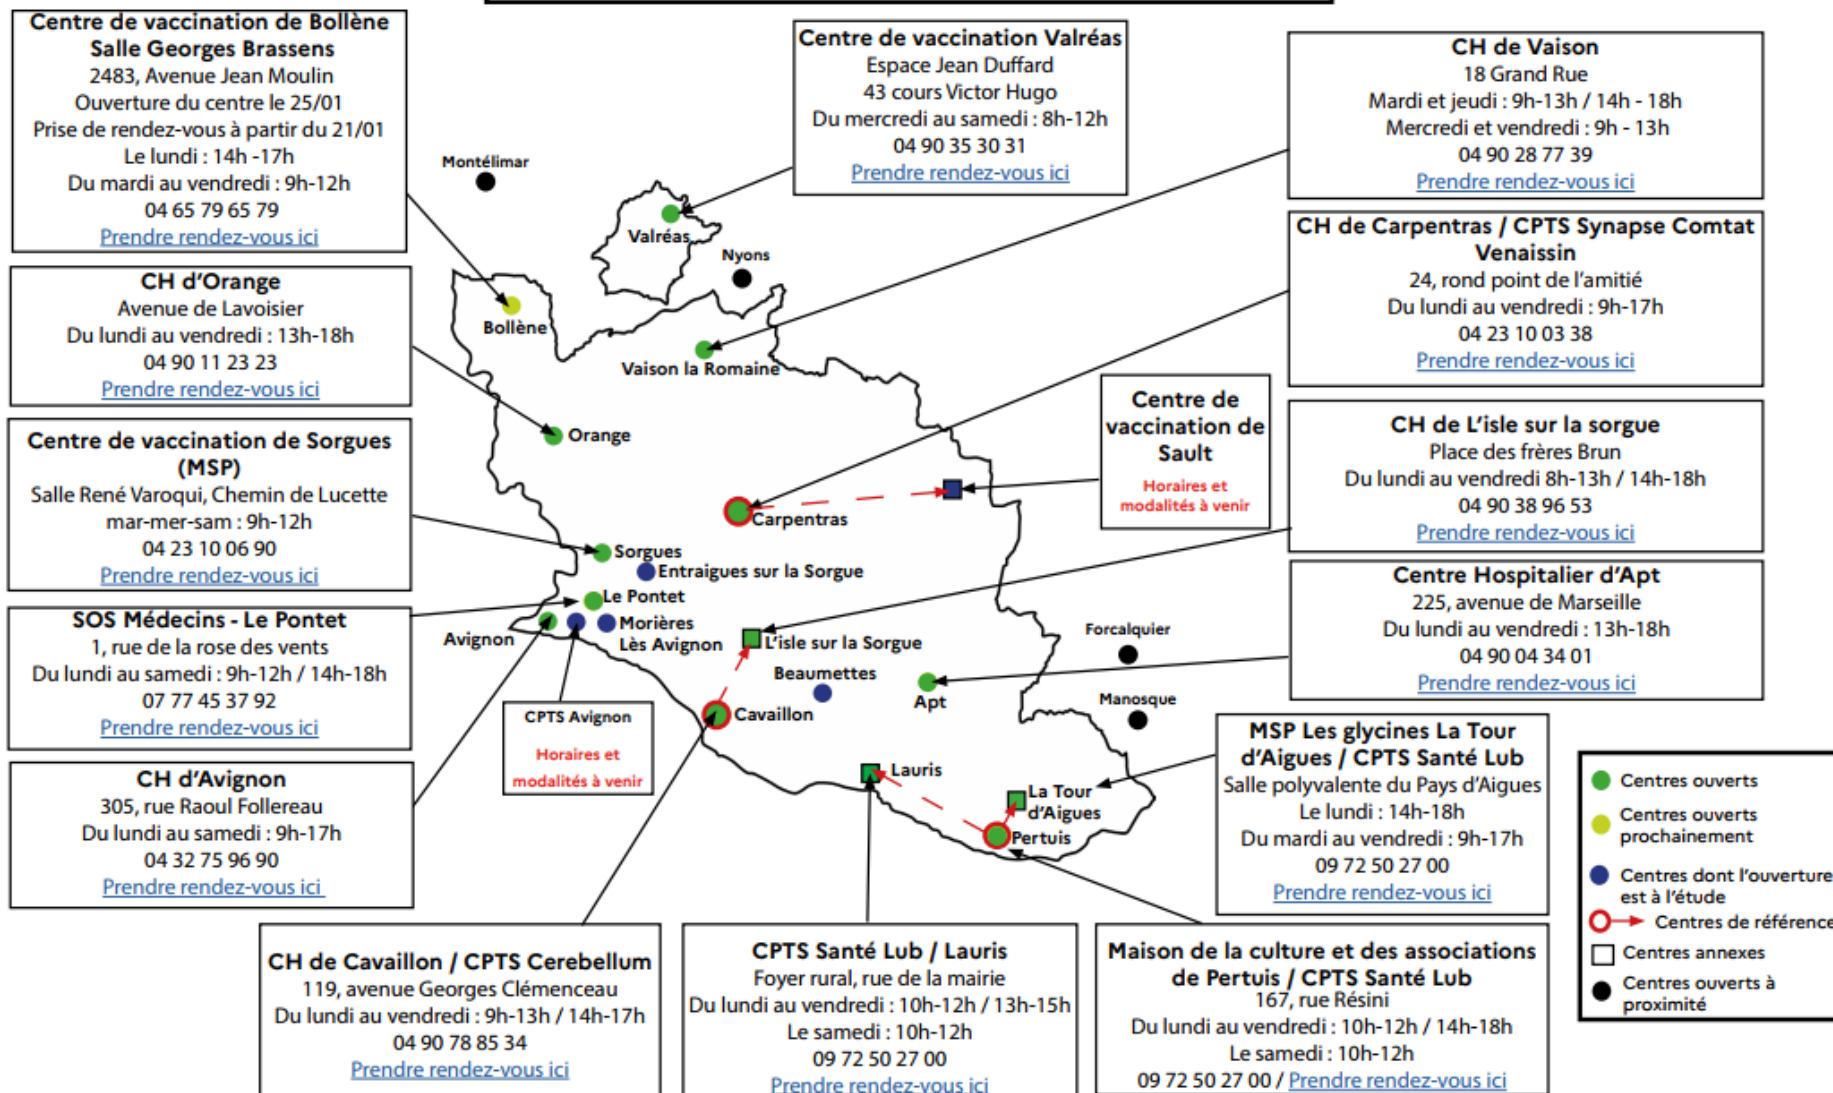 Centre de vaccination de Bollène
Salle Georges Brassens
2483, Avenue Jean Moulin
Ouverture du centre le 25/01
Prise de rendez-vous à partir du 21/01
Le lundi : 14h -17h
Du mardi au vendredi : 9h-12h
04 65 79 65 79
Prendre rendez-vous ici
CH d'Orange
Avenue de Lavoisier
Du lundi au vendredi : 13h-18h
04 90 11 23 23
Prendre rendez-vous ici
Centre de vaccination de Sorgues
(MSP)
Salle René Varoqui, Chemin de Lucette
mar-mer-sam : 9h-12h
04 23 10 06 90
Prendre rendez-vous ici
SOS Médecins - Le Pontet
1, rue de la rose des vents
Du lundi au samedi : 9h-12h / 14h-18h
07 77 45 37 92
Prendre rendez-vous ici
CH d'Avignon
305, rue Raoul Follereau
Du lundi au samedi : 9h-17h
04 32 75 96 90
Prendre rendez-vous ici
Centre de vaccination Valréas
Espace Jean Duffard
43 cours Victor Hugo
Du mercredi au samedi : 8h-12h
04 90 35 30 31
Prendre rendez-vous ici
CH de Vaison
18 Grand Rue
Mardi et jeudi : 9h-13h / 14h - 18h
Mercredi et vendredi : 9h - 13h
04 90 28 77 39
Prendre rendez-vous ici
CH de Carpentras / CPTS Synapse Comtat
Venaissin
24, rond point de l'amitié
Du lundi au vendredi : 9h-17h
04 23 10 03 38
Prendre rendez-vous ici
Centre de
vaccination de
Sault
Horaires et
modalités à venir
CH de L'isle sur la sorgue
Place des frères Brun
Du lundi au vendredi 8h-13h / 14h-18h
04 90 38 96 53
Prendre rendez-vous ici
Centre Hospitalier d'Apt
225, avenue de Marseille
Du lundi au vendredi : 13h-18h
04 90 04 34 01
Prendre rendez-vous ici
MSP Les glycines La Tour
d'Aigues / CPTS Santé Lub
Salle polyvalente du Pays d'Aigues
Le lundi : 14h-18h
Du mardi au vendredi : 9h-17h
09 72 50 27 00
Prendre rendez-vous ici
Montélimar
Valréas
Nyons
Bollène
Vaison la Romaine
Orange
Carpentras
Sorgues
Entraigues sur la Sorgue
Le Pontet
Avignon
Morières
Lès Avignon
L'isle sur la Sorgue
Beaumettes
Apt
Forcalquier
Manosque
Cavaillon
Lauris
La Tour
d'Aigues
Pertuis
CPTS Avignon
Horaires et
modalités à venir
CH de Cavaillon / CPTS Cerebellum
119, avenue Georges Clémenceau
Du lundi au vendredi : 9h-13h / 14h-17h
04 90 78 85 34
Prendre rendez-vous ici
CPTS Santé Lub / Lauris
Foyer rural, rue de la mairie
Du lundi au vendredi : 10h-12h / 13h-15h
Le samedi : 10h-12h
09 72 50 27 00
Prendre rendez-vous ici
Maison de la culture et des associations
de Pertuis / CPTS Santé Lub
167, rue Résini
Du lundi au vendredi : 10h-12h / 14h-18h
Le samedi : 10h-12h
09 72 50 27 00 / Prendre rendez-vous ici
Centres ouverts
Centres ouverts
prochainement
Centres dont l'ouverture
est à l'étude
Centres de référence
Centres annexes
Centres ouverts à
proximité